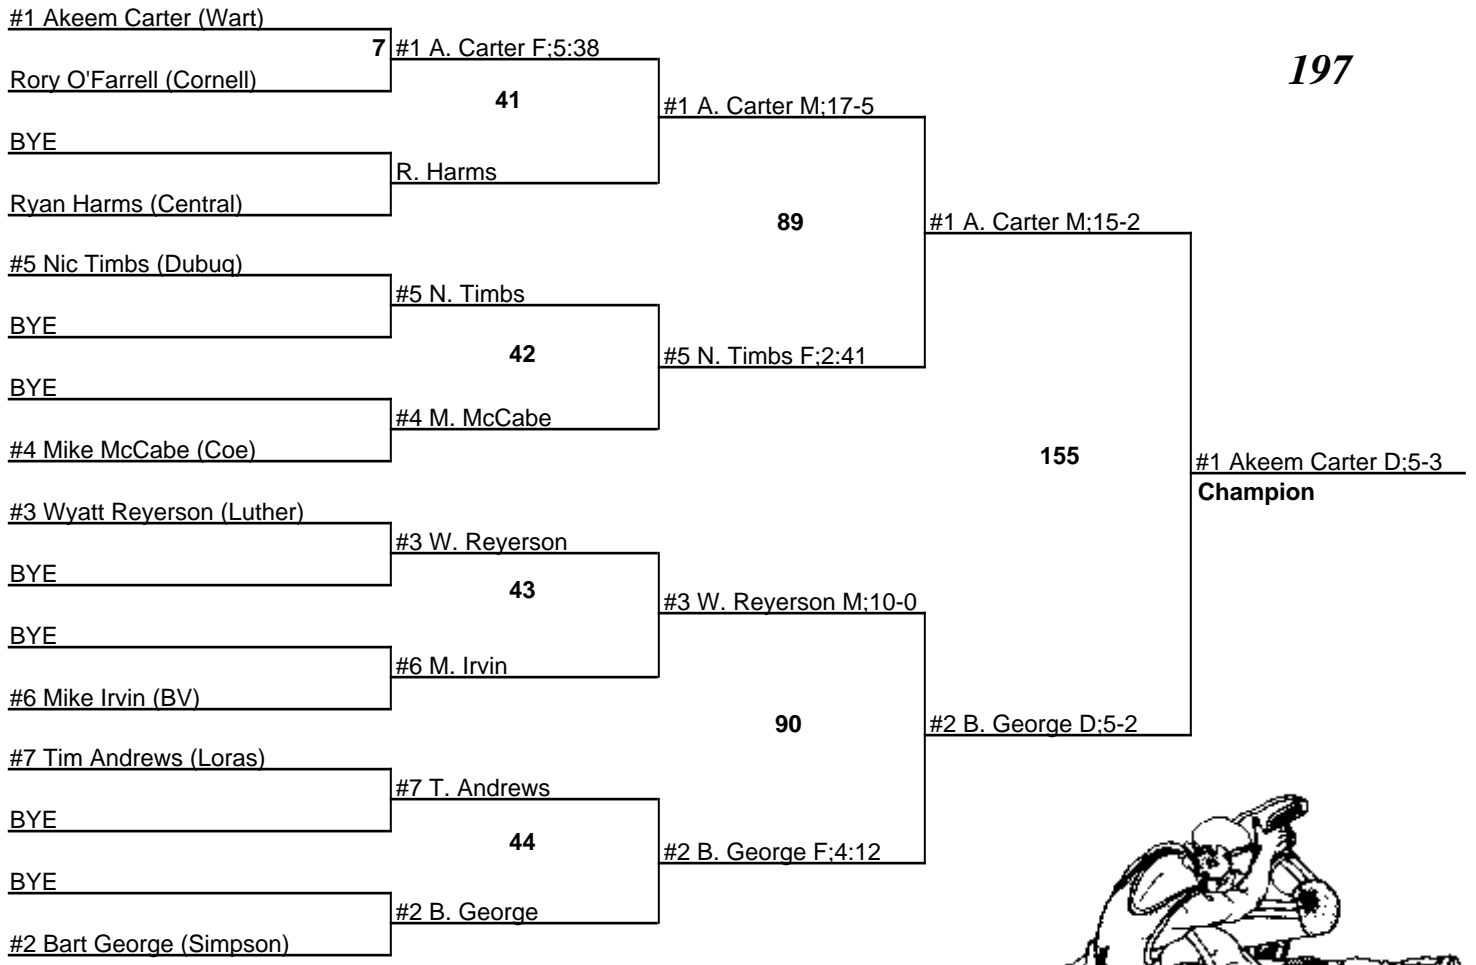 #1 Akeem Carter (Wart)
7
#1 A. Carter F;5:38
197
Rory O'Farrell (Cornell)
41
#1 A. Carter M;17-5
BYE
R. Harms
Ryan Harms (Central)
89
#1 A. Carter M;15-2
#5 Nic Timbs (Dubuq)
#5 N. Timbs
BYE
42
#5 N. Timbs F;2:41
BYE
#4 M. McCabe
#4 Mike McCabe (Coe)
155
#1 Akeem Carter D;5-3
Champion
#3 Wyatt Reyerson (Luther)
#3 W. Reyerson
BYE
43
#3 W. Reyerson M;10-0
BYE
#6 M. Irvin
#6 Mike Irvin (BV)
90
#2 B. George D;5-2
#7 Tim Andrews (Loras)
#7 T. Andrews
BYE
44
#2 B. George F;4:12
BYE
#2 B. George
#2 Bart George (Simpson)